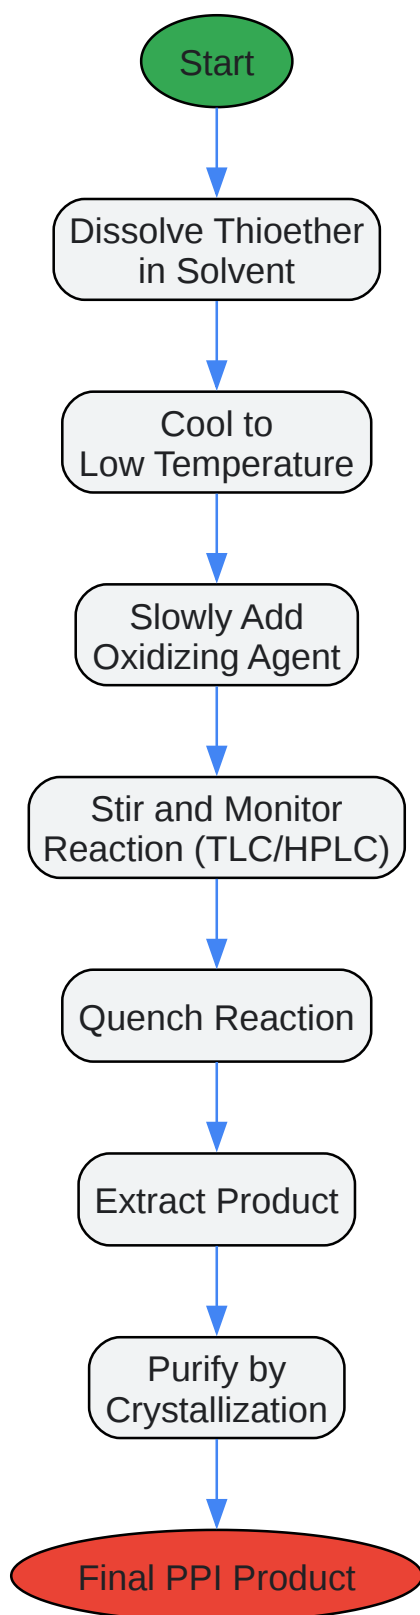 Start
Dissolve Thioether
in Solvent
Cool to
Low Temperature
Slowly Add
Oxidizing Agent
Stir and Monitor
Reaction (TLC/HPLC)
Quench Reaction
Extract Product
Purify by
Crystallization
Final PPI Product